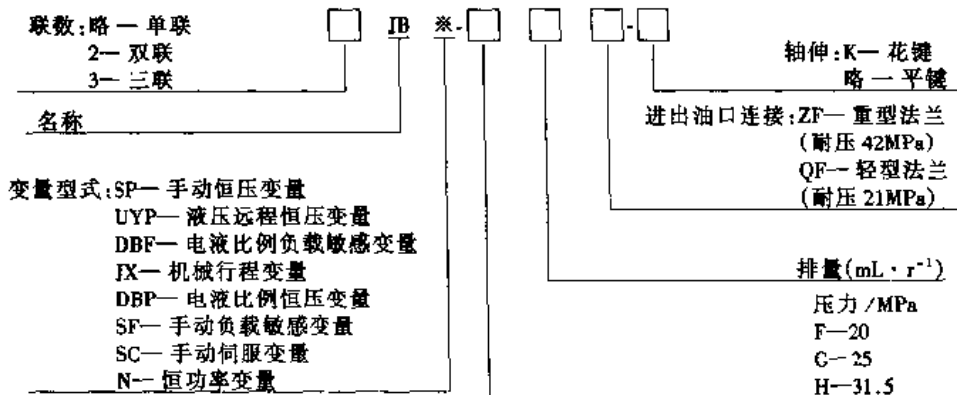 联数:略 — 单联
2— 双联
3— 三联
名称
变量型式:SP— 手动恒压变量
UYP— 液压远程恒压变量
DBF— 电液比例负载敏感变量
JX— 机械行程变量
DBP— 电液比例恒压变量
SF— 手动负载敏感变量
SC— 手动伺服变量
N— 恒功率变量
□ JB ※-□ □ □-□
轴伸:K— 花键
略 — 平键
进出油口连接:ZF— 重型法兰
(耐压 42MPa)
QF— 轻型法兰
(耐压 21MPa)
排量(mL · r⁻¹)
压力 /MPa
F—20
G—25
H—31.5